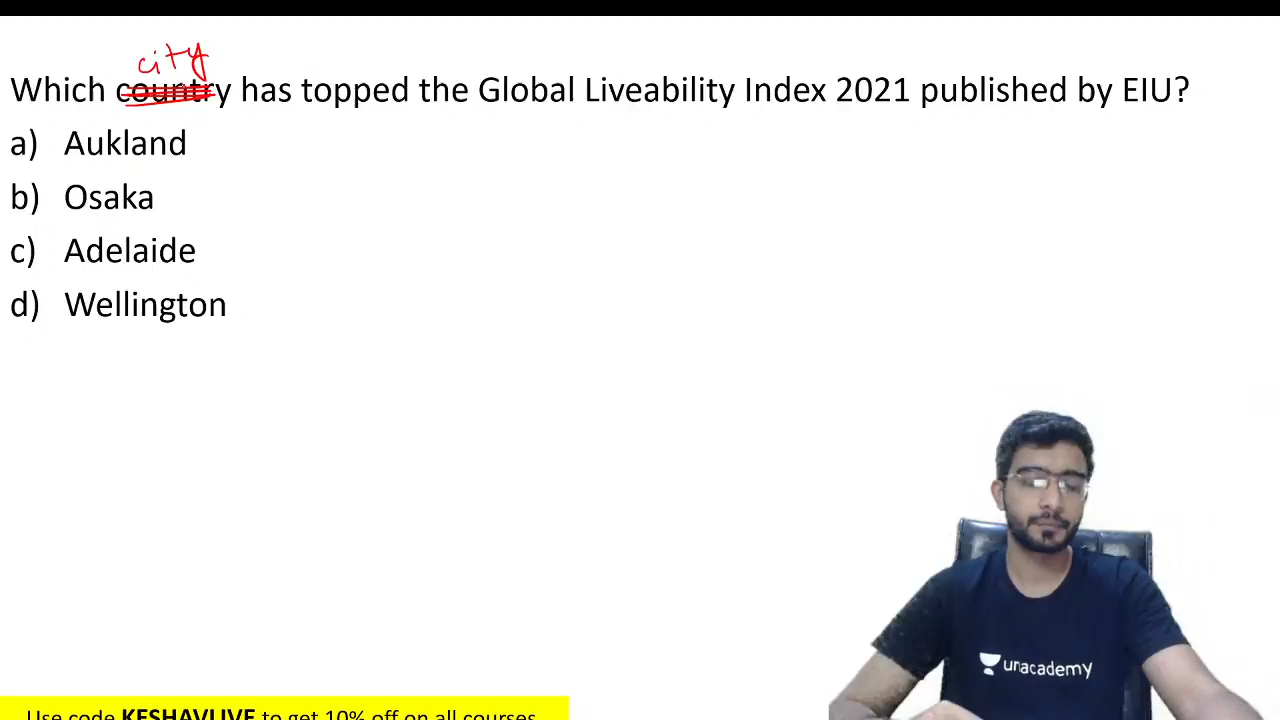 city
Which country has topped the Global Liveability Index 2021 published by EIU?
a) Aukland
b) Osaka
c) Adelaide
d) Wellington
unacademy
Use code KESHAVLIVE to get 10% off on all courses